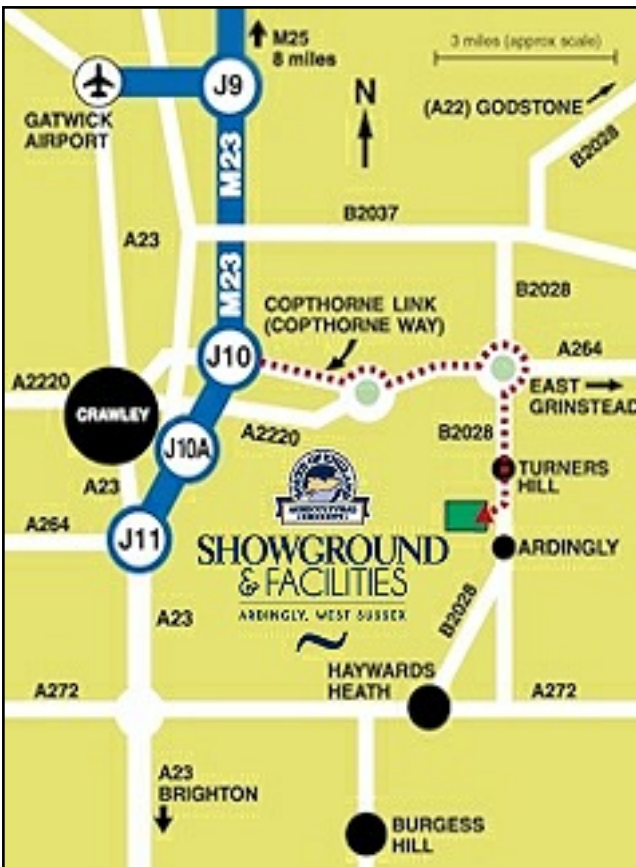 M25
8 miles
3 miles (approx scale)
J9
N
(A22) GODSTONE
GATWICK
AIRPORT
B2028
M23
B2037
A23
M23
B2028
COPTHORNE LINK
(COPTHORNE WAY)
J10
A264
A2220
EAST
GRINSTEAD
CRAWLEY
A2220
B2028
J10A
TURNERS
HILL
A23
AGRICULTURAL
SOCIETY
A264
J11
SHOWGROUND
& FACILITIES
ARDINGLY
ARDINGLY, WEST SUSSEX
A23
B2028
HAYWARDS
HEATH
A272
A272
A23
BRIGHTON
BURGESS
HILL